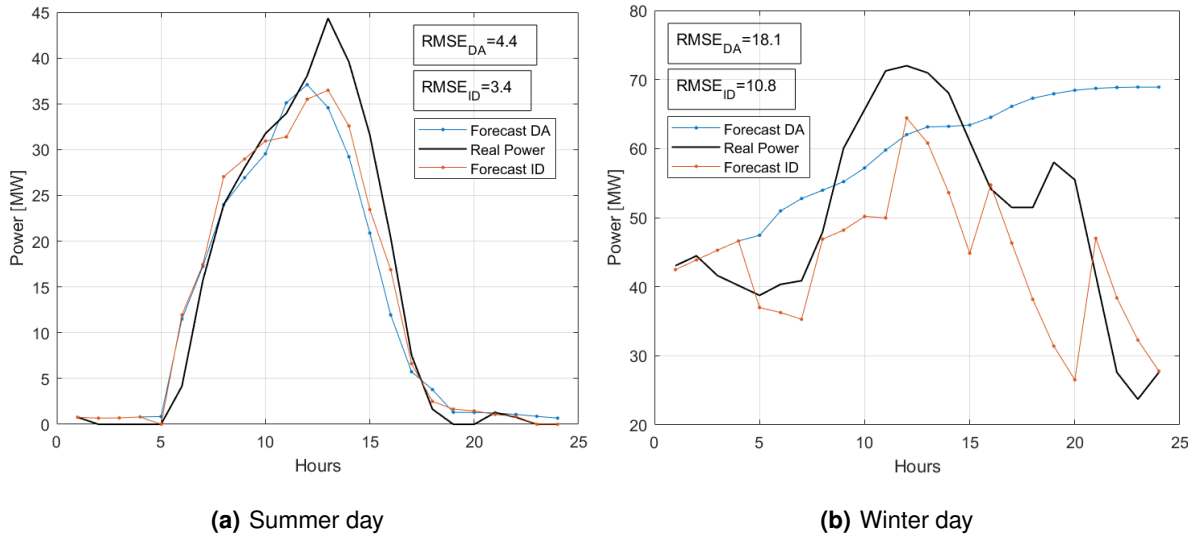 45
40
35
30
25
20
15
10
5
0
Power [MW]
RMSE_DA=4.4
RMSE_ID=3.4
Forecast DA
Real Power
Forecast ID
0 5 10 15 20 25
Hours
(a) Summer day
80
70
60
50
40
30
20
Power [MW]
RMSE_DA=18.1
RMSE_ID=10.8
Forecast DA
Real Power
Forecast ID
0 5 10 15 20 25
Hours
(b) Winter day